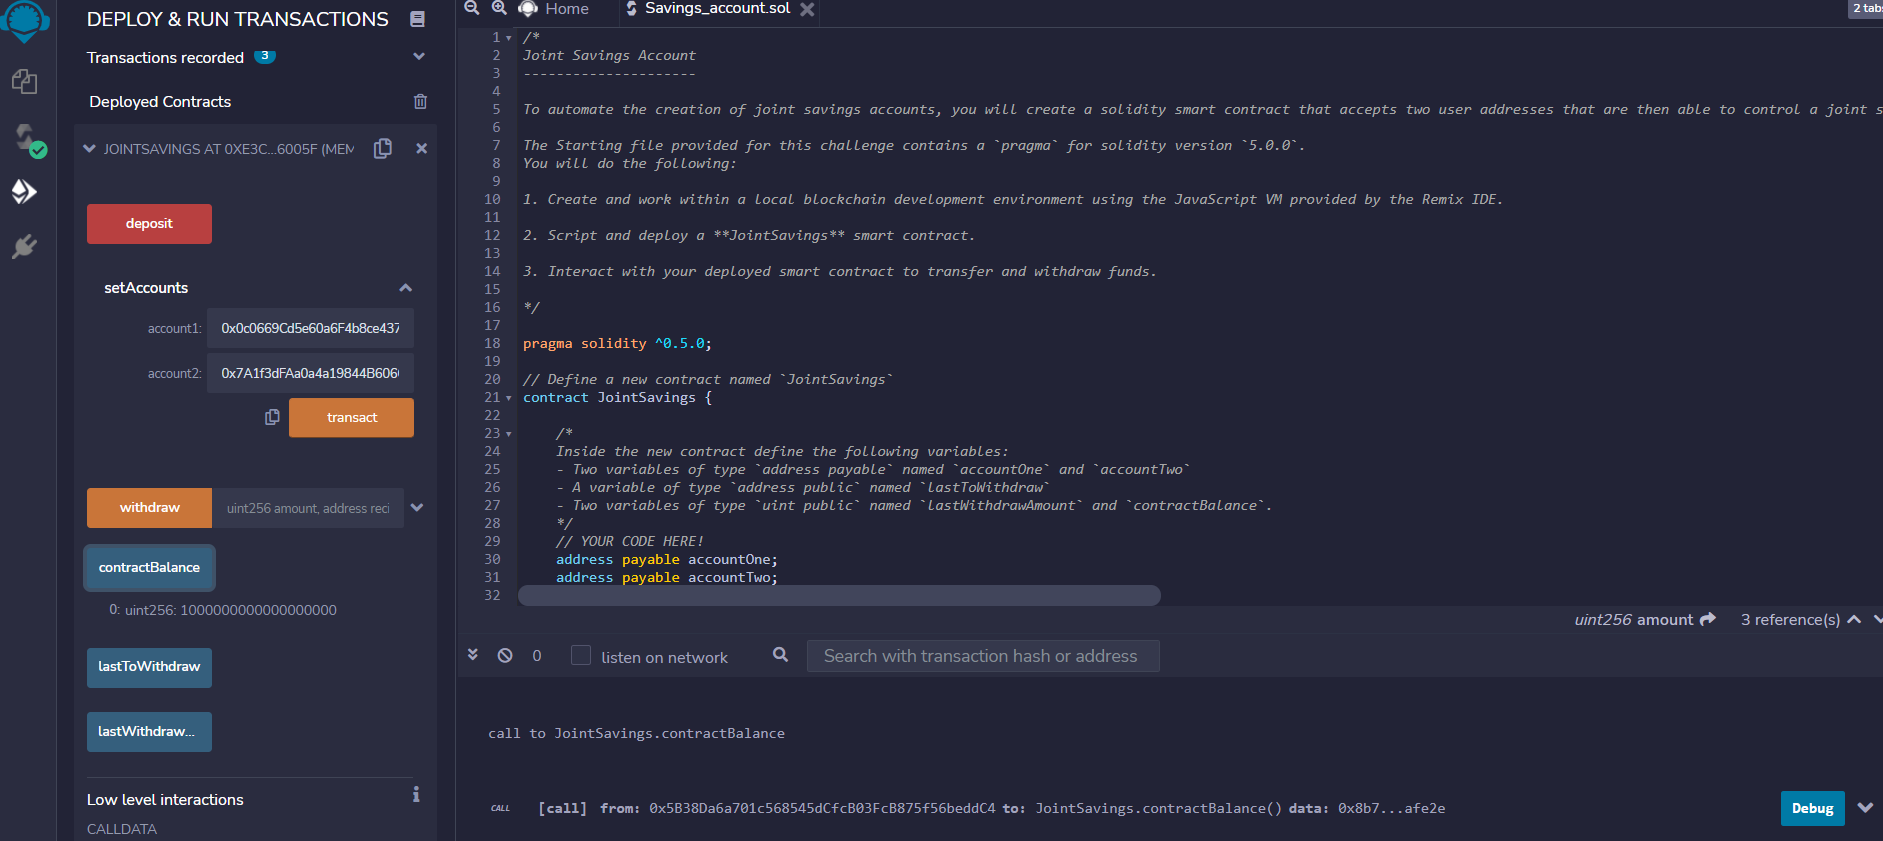 DEPLOY & RUN TRANSACTIONS
Transactions recorded 3
Deployed Contracts
JOINTSAVINGS AT 0XE3C...6005F (MEM
deposit
setAccounts
account1: 0x0c0669Cd5e60a6F4b8ce437
account2: 0x7A1f3dFAa0a4a19844B606
transact
withdraw uint256 amount, address reci
contractBalance
0: uint256: 1000000000000000000
lastToWithdraw
lastWithdraw...
Low level interactions
CALLDATA
Home Savings_account.sol
2 tabs
1 /*
2 Joint Savings Account
3 ---------------------
4
5 To automate the creation of joint savings accounts, you will create a solidity smart contract that accepts two user addresses that are then able to control a joint s
6
7 The Starting file provided for this challenge contains a `pragma` for solidity version `5.0.0`.
8 You will do the following:
9
10 1. Create and work within a local blockchain development environment using the JavaScript VM provided by the Remix IDE.
11
12 2. Script and deploy a **JointSavings** smart contract.
13
14 3. Interact with your deployed smart contract to transfer and withdraw funds.
15
16 */
17
18 pragma solidity ^0.5.0;
19
20 // Define a new contract named `JointSavings`
21 contract JointSavings {
22
23 /*
24 Inside the new contract define the following variables:
25 - Two variables of type `address payable` named `accountOne` and `accountTwo`
26 - A variable of type `address public` named `lastToWithdraw`
27 - Two variables of type `uint public` named `lastWithdrawAmount` and `contractBalance`.
28 */
29 // YOUR CODE HERE!
30 address payable accountOne;
31 address payable accountTwo;
32
uint256 amount 3 reference(s)
0 listen on network Search with transaction hash or address
call to JointSavings.contractBalance
CALL [call] from: 0x5B38Da6a701c568545dCfcB03FcB875f56beddC4 to: JointSavings.contractBalance() data: 0x8b7...afe2e
Debug